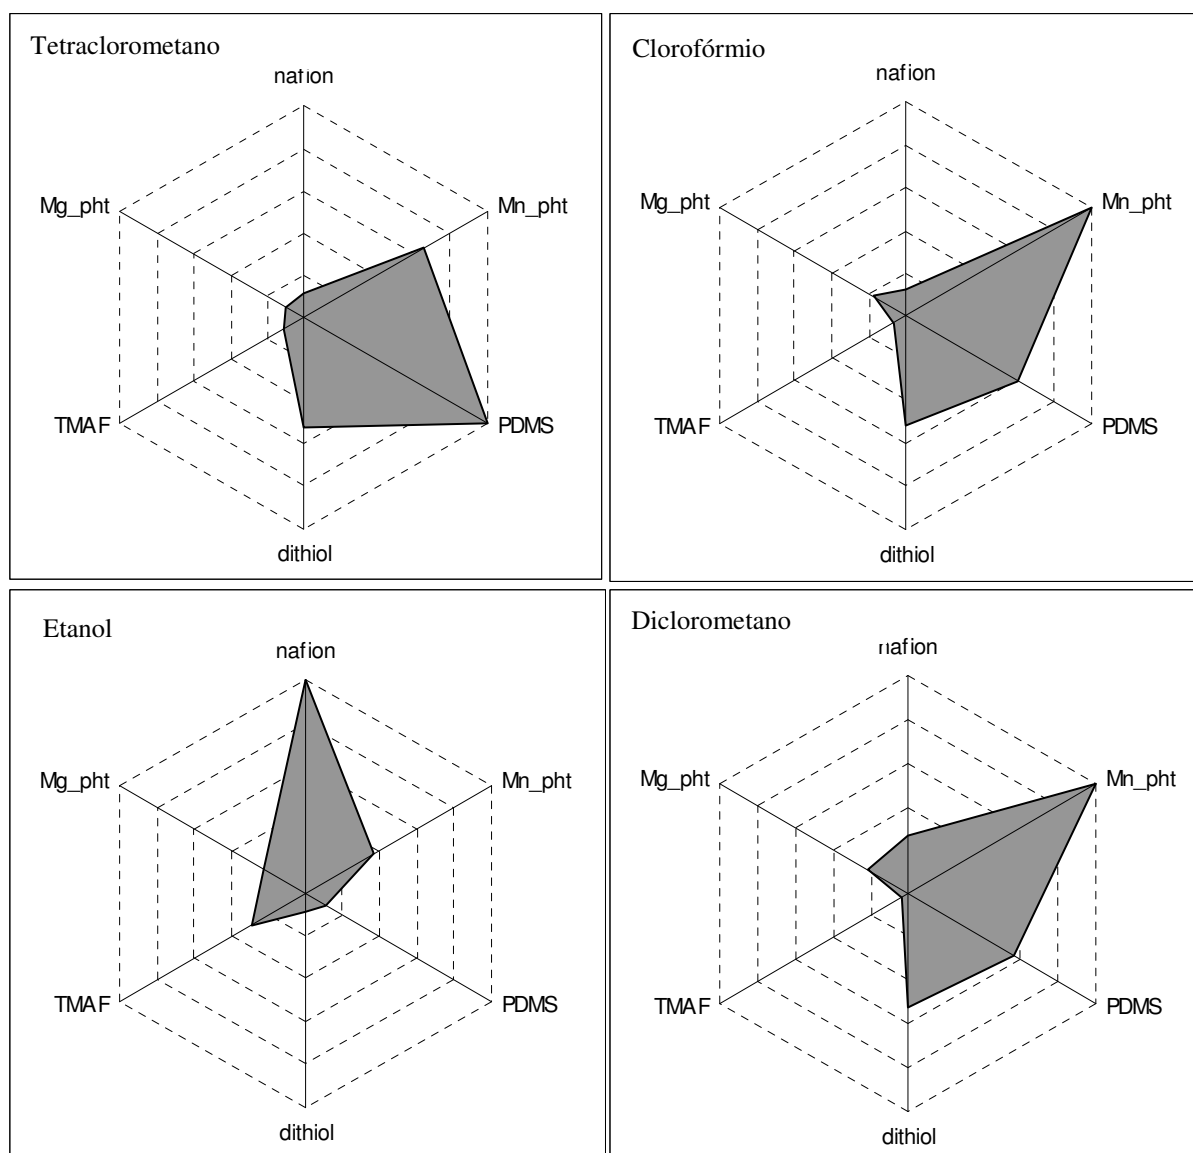 Tetraclorometano
nafion
Mg_pht
Mn_pht
TMAF
PDMS
dithiol
Clorofórmio
nafion
Mg_pht
Mn_pht
TMAF
PDMS
dithiol
Etanol
nafion
Mg_pht
Mn_pht
TMAF
PDMS
dithiol
Diclorometano
nafion
Mg_pht
Mn_pht
TMAF
PDMS
dithiol